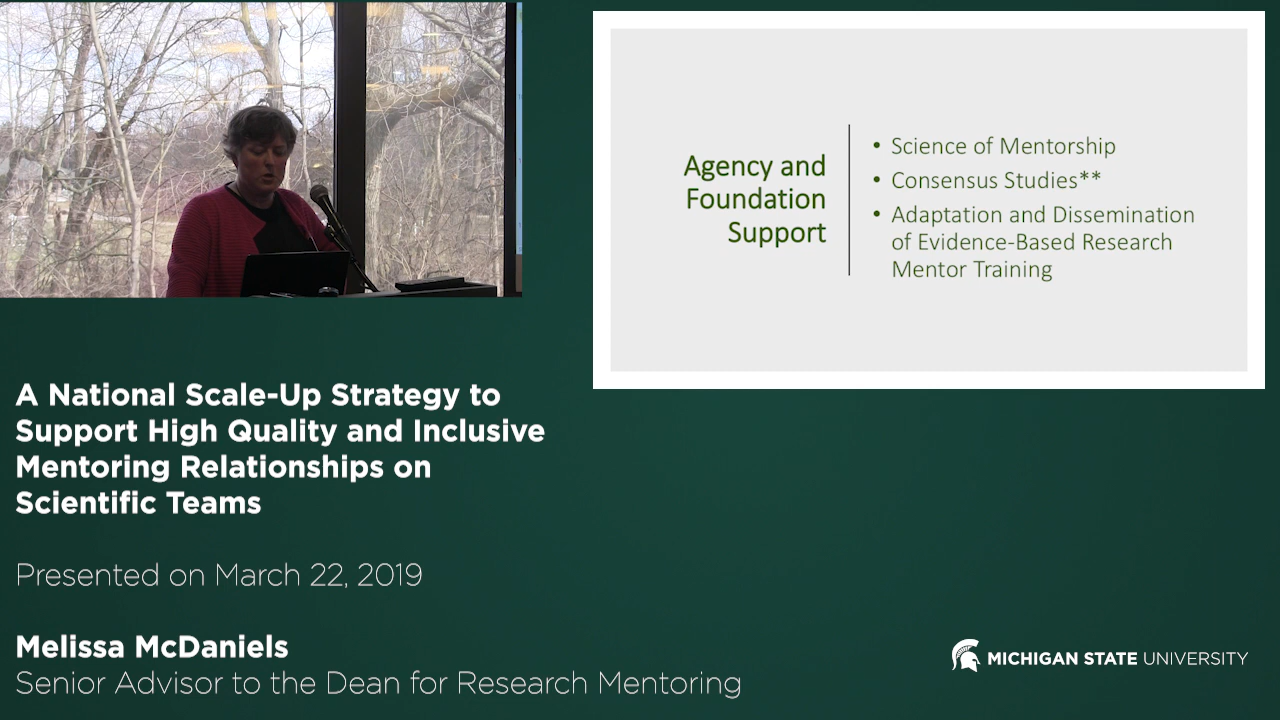 Agency and
Foundation
Support
• Science of Mentorship
• Consensus Studies**
• Adaptation and Dissemination
of Evidence-Based Research
Mentor Training
A National Scale-Up Strategy to
Support High Quality and Inclusive
Mentoring Relationships on
Scientific Teams
Presented on March 22, 2019
Melissa McDaniels
Senior Advisor to the Dean for Research Mentoring
MICHIGAN STATE UNIVERSITY